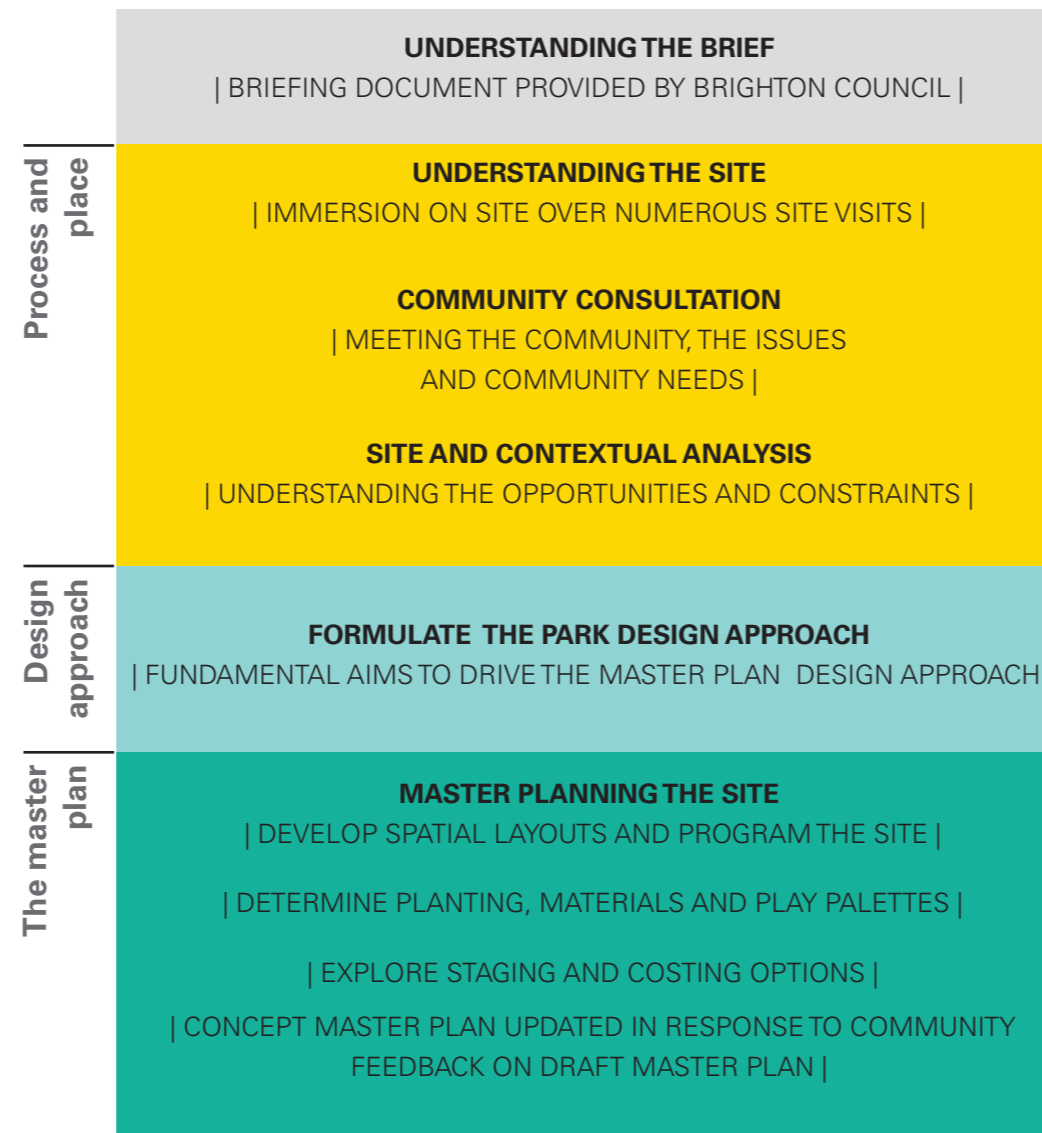 UNDERSTANDING THE BRIEF
| BRIEFING DOCUMENT PROVIDED BY BRIGHTON COUNCIL |
Process and
place
UNDERSTANDING THE SITE
| IMMERSION ON SITE OVER NUMEROUS SITE VISITS |
COMMUNITY CONSULTATION
| MEETING THE COMMUNITY, THE ISSUES
AND COMMUNITY NEEDS |
SITE AND CONTEXTUAL ANALYSIS
| UNDERSTANDING THE OPPORTUNITIES AND CONSTRAINTS |
Design
approach
FORMULATE THE PARK DESIGN APPROACH
| FUNDAMENTAL AIMS TO DRIVE THE MASTER PLAN DESIGN APPROACH
The master
plan
MASTER PLANNING THE SITE
| DEVELOP SPATIAL LAYOUTS AND PROGRAM THE SITE |
| DETERMINE PLANTING, MATERIALS AND PLAY PALETTES |
| EXPLORE STAGING AND COSTING OPTIONS |
| CONCEPT MASTER PLAN UPDATED IN RESPONSE TO COMMUNITY
FEEDBACK ON DRAFT MASTER PLAN |